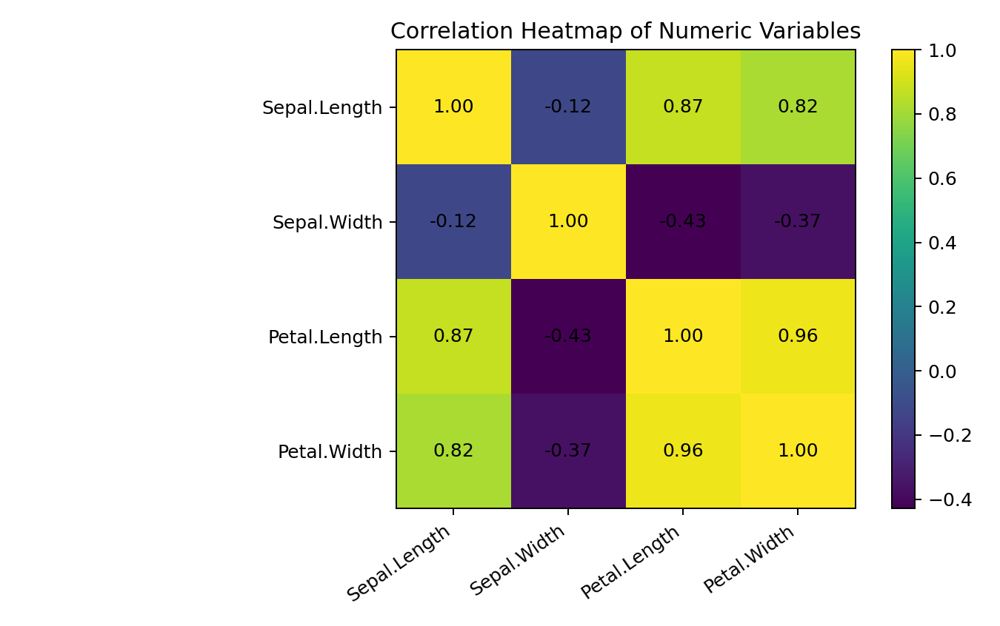 Correlation Heatmap of Numeric Variables
Sepal.Length 1.00 -0.12 0.87 0.82
Sepal.Width -0.12 1.00 -0.43 -0.37
Petal.Length 0.87 -0.43 1.00 0.96
Petal.Width 0.82 -0.37 0.96 1.00
Sepal.Length Sepal.Width Petal.Length Petal.Width
1.0
0.8
0.6
0.4
0.2
0.0
−0.2
−0.4